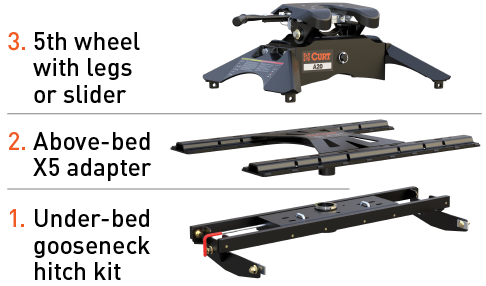 3. 5th wheel
with legs
or slider
CURT
A20
2. Above-bed
X5 adapter
1. Under-bed
gooseneck
hitch kit